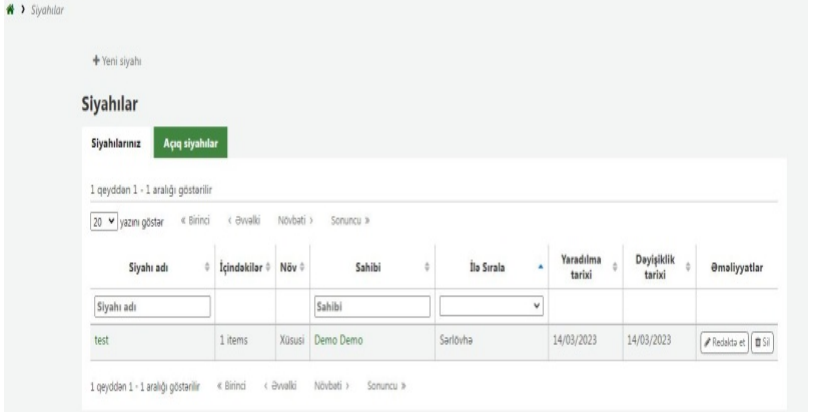 Siyahılar
Yeni siyahı
Siyahılar
Siyahılarınız Açıq siyahılar
1 qeyddən 1 - 1 aralığı göstərilir
20 yazını göstər « Birinci ‹ Əvvəlki Növbəti › Sonuncu »
Siyahı adı İçindəkilər Növ Sahibi İlə Sırala Yaradılma tarixi Dəyişiklik tarixi Əməliyyatlar
Siyahı adı Sahibi
test 1 items Xüsusi Demo Demo Sərlövhə 14/03/2023 14/03/2023 Redaktə et Sil
1 qeyddən 1 - 1 aralığı göstərilir « Birinci ‹ Əvvəlki Növbəti › Sonuncu »